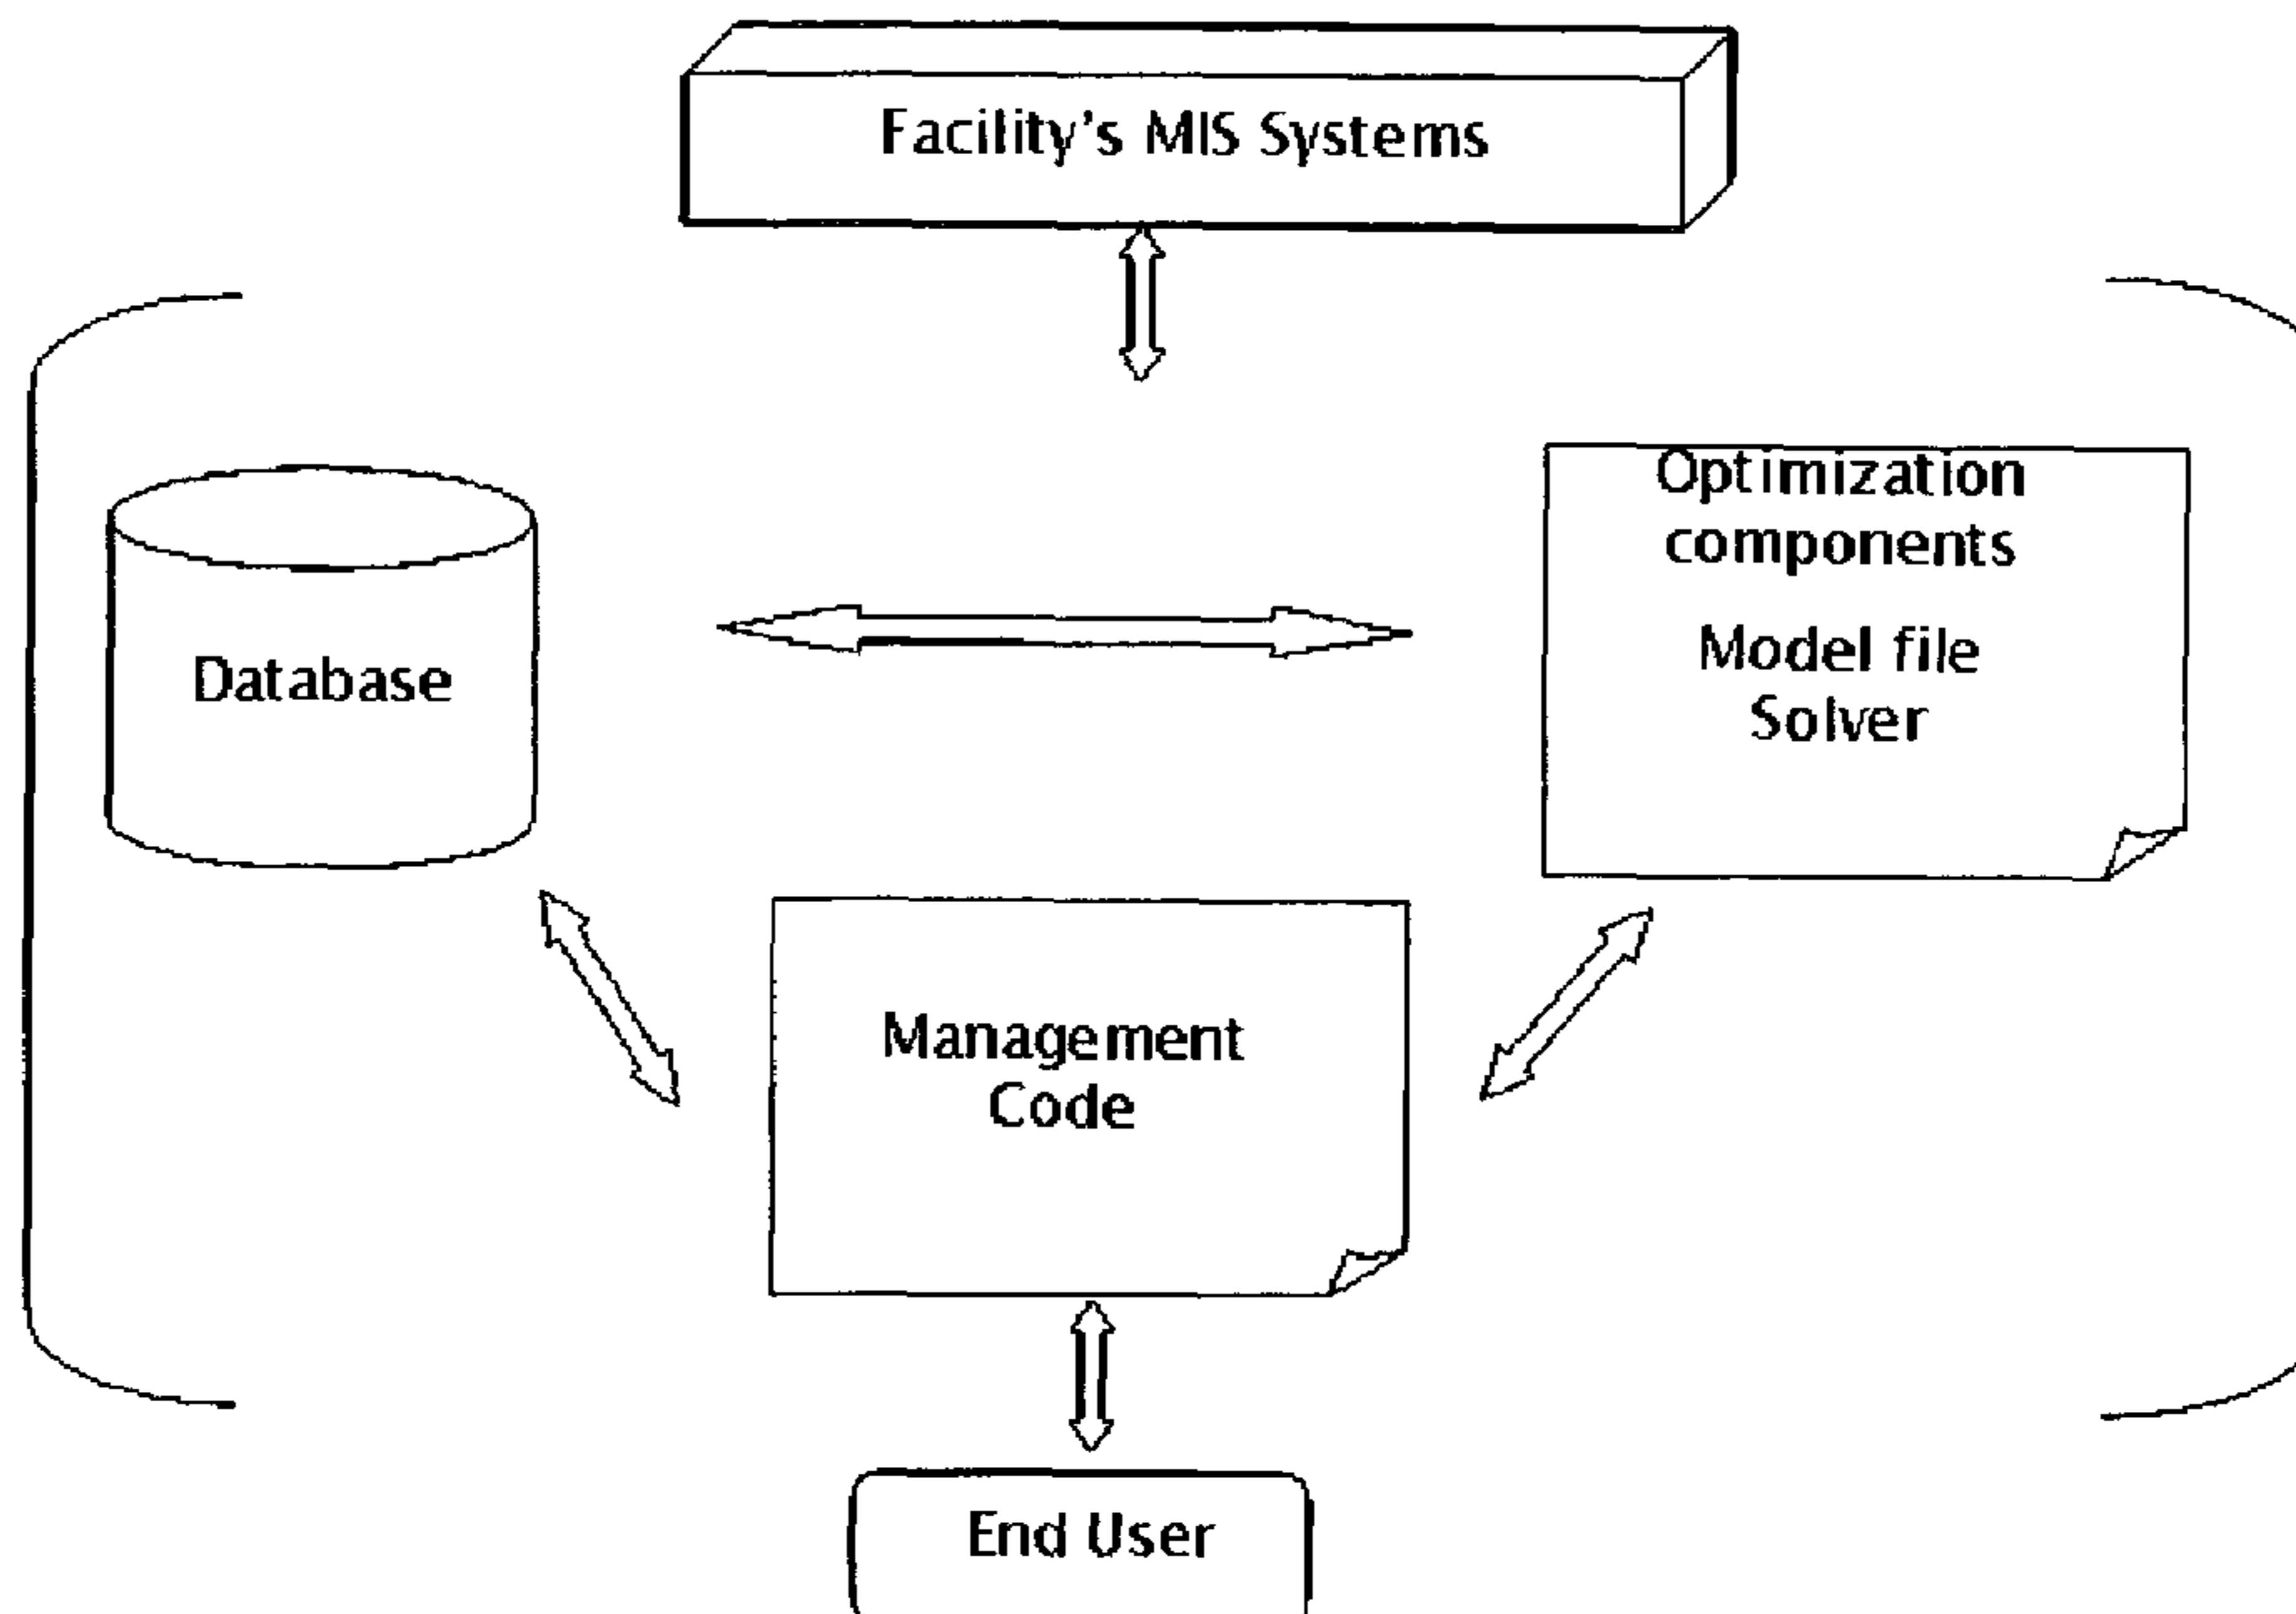 Facility's MIS Systems
Optimization
components
Model file
Solver
Database
Management
Code
End User